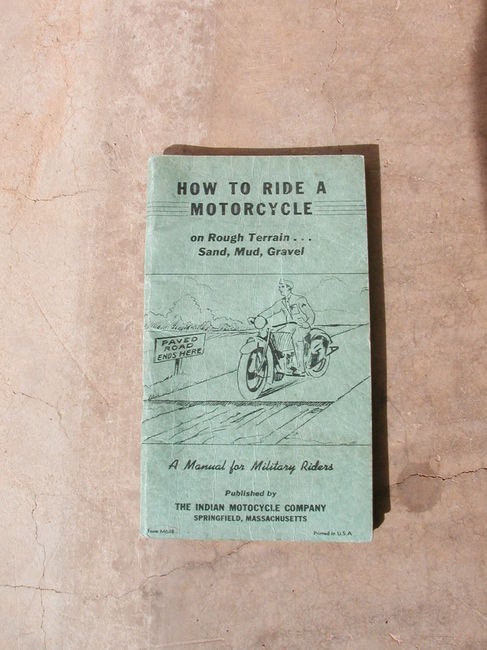 HOW TO RIDE A
MOTORCYCLE
on Rough Terrain . . .
Sand, Mud, Gravel
PAVED
ROAD
ENDS HERE
A Manual for Military Riders
Published by
THE INDIAN MOTOCYCLE COMPANY
SPRINGFIELD, MASSACHUSETTS
Form
Printed in U.S.A